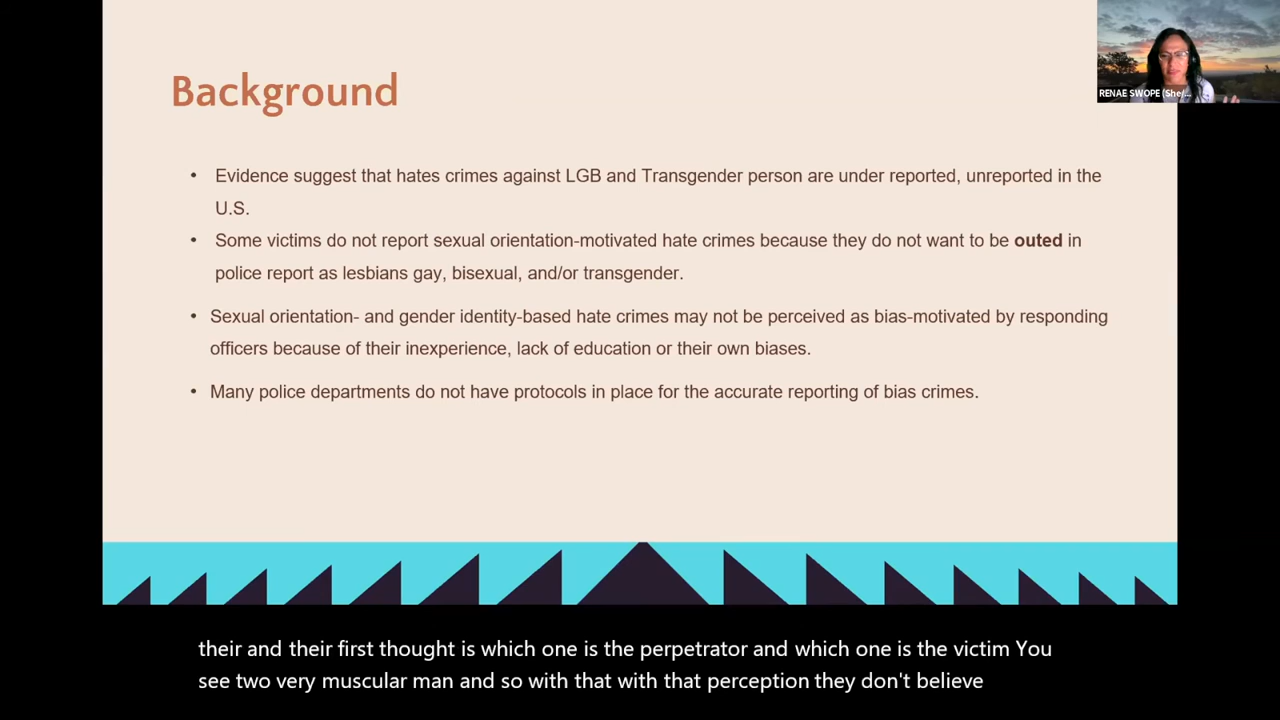 Background
RENAE SWOPE (She/...
• Evidence suggest that hates crimes against LGB and Transgender person are under reported, unreported in the
U.S.
• Some victims do not report sexual orientation-motivated hate crimes because they do not want to be outed in
police report as lesbians gay, bisexual, and/or transgender.
• Sexual orientation- and gender identity-based hate crimes may not be perceived as bias-motivated by responding
officers because of their inexperience, lack of education or their own biases.
• Many police departments do not have protocols in place for the accurate reporting of bias crimes.
their and their first thought is which one is the perpetrator and which one is the victim You
see two very muscular man and so with that with that perception they don't believe